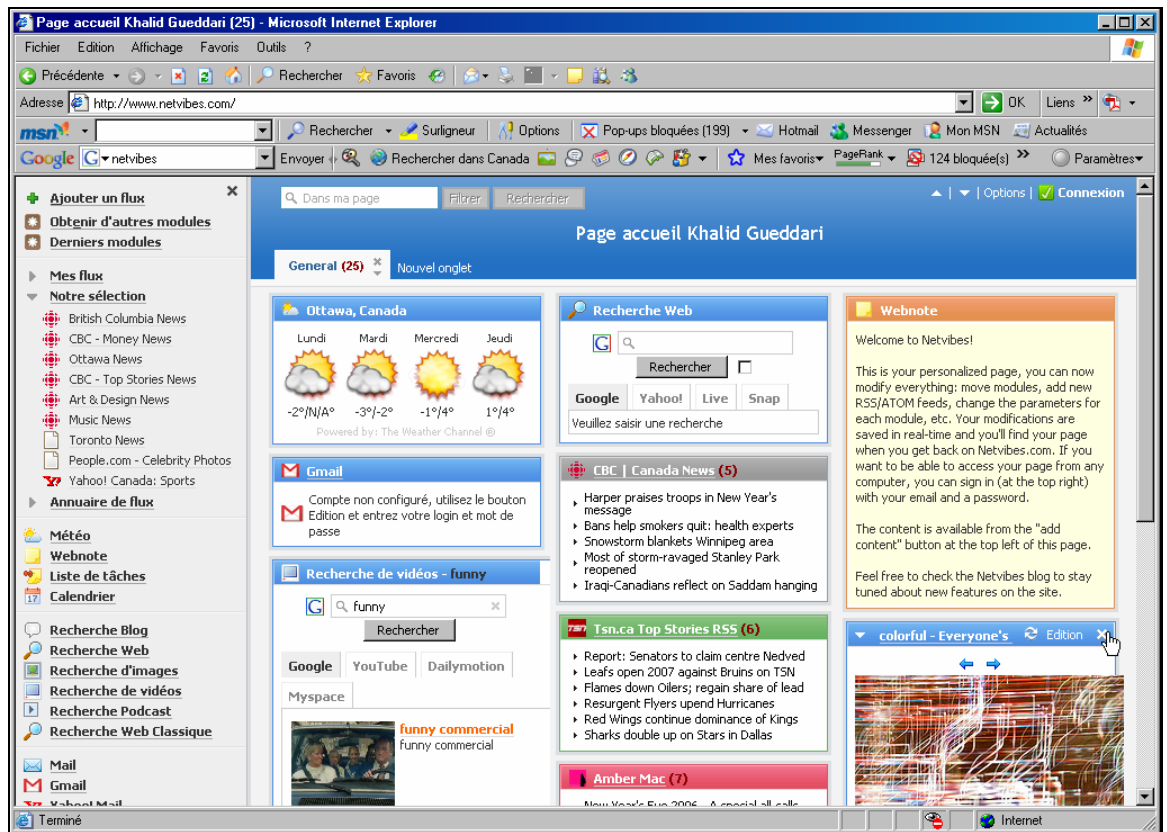 Page accueil Khalid Gueddari (25) - Microsoft Internet Explorer
Fichier Edition Affichage Favoris Outils ?
Précédente Rechercher Favoris
Adresse http://www.netvibes.com/ OK Liens »
msn Rechercher Surligneur Options Pop-ups bloquées (199) Hotmail Messenger Mon MSN Actualités
Google G netvibes Envoyer Rechercher dans Canada Mes favoris PageRank 124 bloquée(s) » Paramètres
Ajouter un flux
Obtenir d'autres modules
Derniers modules
Mes flux
Notre sélection
British Columbia News
CBC - Money News
Ottawa News
CBC - Top Stories News
Art & Design News
Music News
Toronto News
People.com - Celebrity Photos
Yahoo! Canada: Sports
Annuaire de flux
Météo
Webnote
Liste de tâches
17 Calendrier
Recherche Blog
Recherche Web
Recherche d'images
Recherche de vidéos
Recherche Podcast
Recherche Web Classique
Mail
Gmail
Yahoo! Mail
Dans ma page Filtrer Rechercher
| Options | Connexion
Page accueil Khalid Gueddari
General (25) Nouvel onglet
Ottawa, Canada
Lundi Mardi Mercredi Jeudi
-2°/N/A° -3°/-2° -1°/4° 1°/4°
Powered by: The Weather Channel ®
Gmail
Compte non configuré, utilisez le bouton
Edition et entrez votre login et mot de
passe
Recherche de vidéos - funny
G funny
Rechercher
Google YouTube Dailymotion
Myspace
funny commercial
funny commercial
Recherche Web
G
Rechercher
Google Yahoo! Live Snap
Veuillez saisir une recherche
CBC | Canada News (5)
Harper praises troops in New Year's
message
Bans help smokers quit: health experts
Snowstorm blankets Winnipeg area
Most of storm-ravaged Stanley Park
reopened
Iraqi-Canadians reflect on Saddam hanging
TSN Tsn.ca Top Stories RSS (6)
Report: Senators to claim centre Nedved
Leafs open 2007 against Bruins on TSN
Flames down Oilers; regain share of lead
Resurgent Flyers upend Hurricanes
Red Wings continue dominance of Kings
Sharks double up on Stars in Dallas
Amber Mac (7)
New Year's Eve 2006 - A special all-calls
Webnote
Welcome to Netvibes!
This is your personalized page, you can now
modify everything: move modules, add new
RSS/ATOM feeds, change the parameters for
each module, etc. Your modifications are
saved in real-time and you'll find your page
when you get back on Netvibes.com. If you
want to be able to access your page from any
computer, you can sign in (at the top right)
with your email and a password.
The content is available from the "add
content" button at the top left of this page.
Feel free to check the Netvibes blog to stay
tuned about new features on the site.
colorful - Everyone's Edition
Terminé Internet